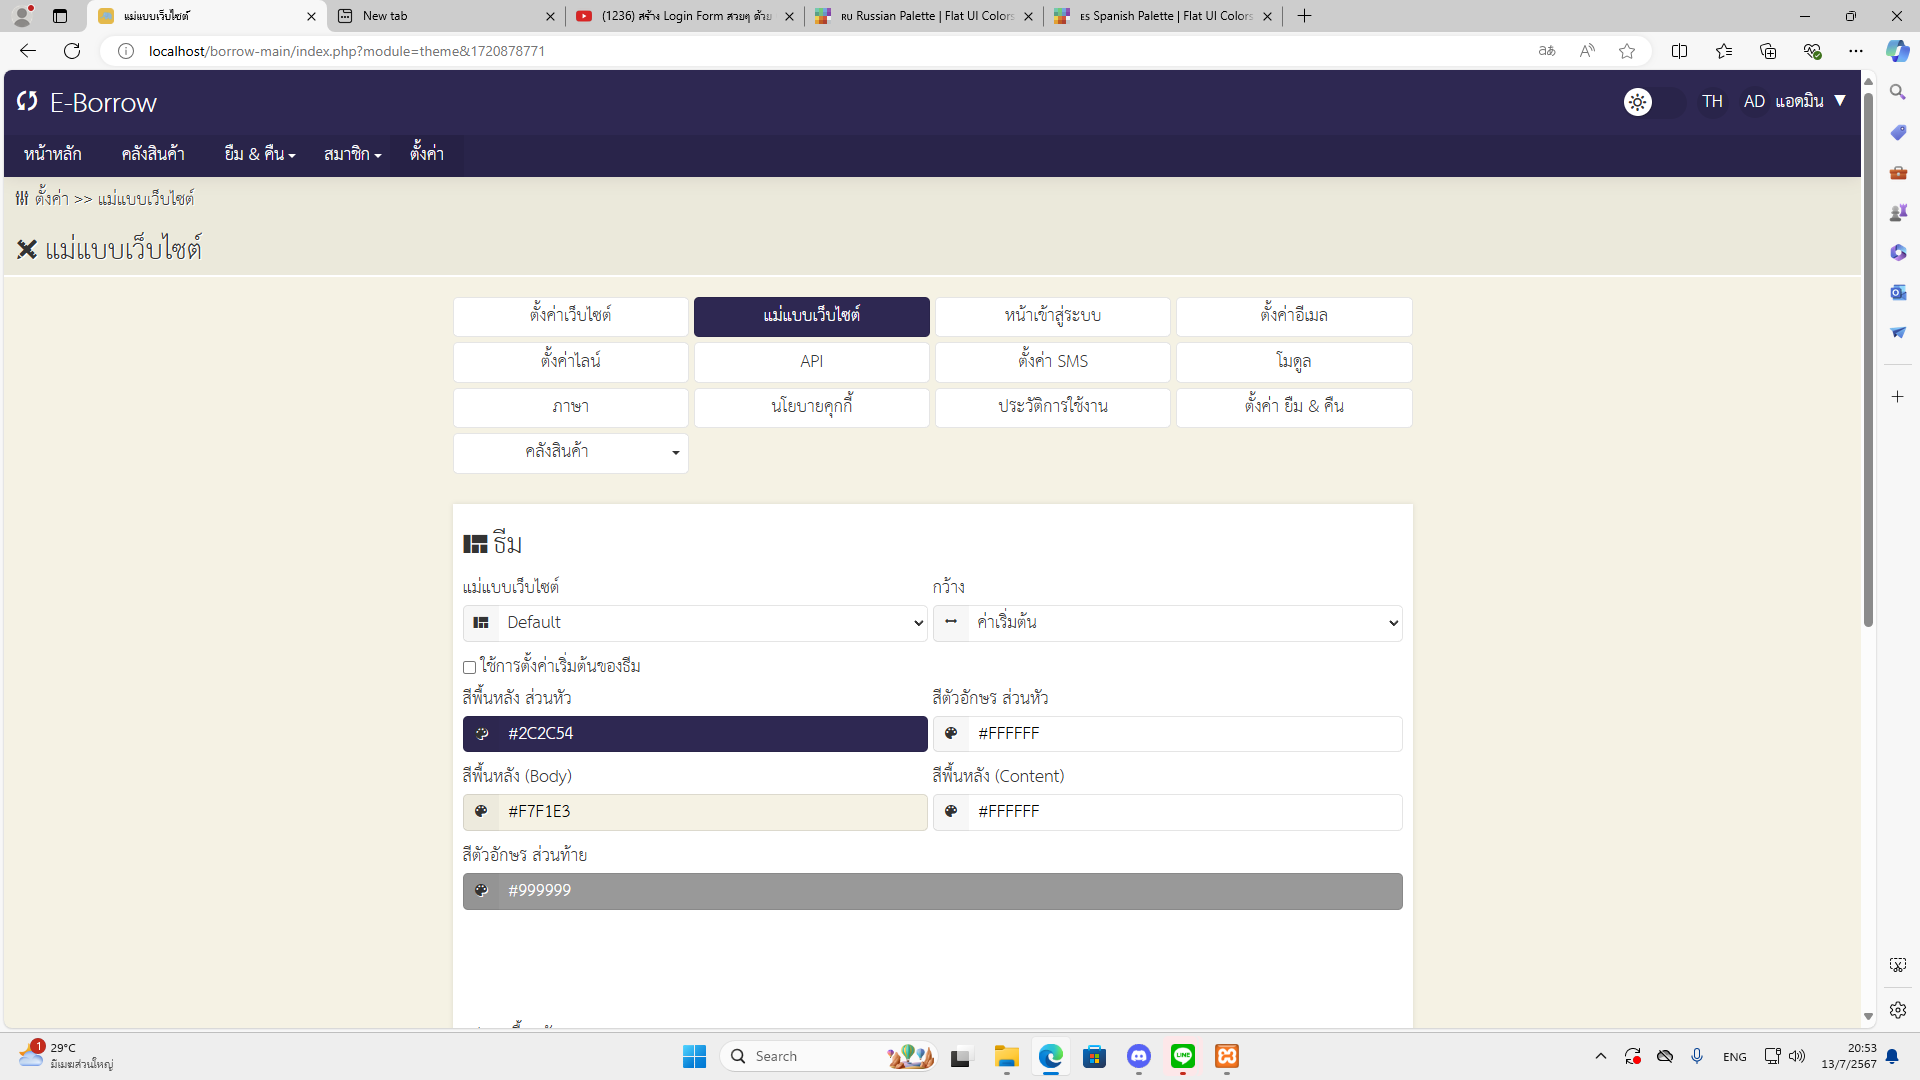 แม่แบบเว็บไซต์
New tab
(1236) สร้าง Login Form สวยๆ ด้วย
RU Russian Palette | Flat UI Colors
ES Spanish Palette | Flat UI Colors
localhost/borrow-main/index.php?module=theme&1720878771
E-Borrow
TH AD แอดมิน ▼
หน้าหลัก คลังสินค้า ยืม & คืน สมาชิก ตั้งค่า
ตั้งค่า >> แม่แบบเว็บไซต์
แม่แบบเว็บไซต์
ตั้งค่าเว็บไซต์ แม่แบบเว็บไซต์ หน้าเข้าสู่ระบบ ตั้งค่าอีเมล
ตั้งค่าไลน์ API ตั้งค่า SMS โมดูล
ภาษา นโยบายคุกกี้ ประวัติการใช้งาน ตั้งค่า ยืม & คืน
คลังสินค้า
ธีม
แม่แบบเว็บไซต์ กว้าง
Default ค่าเริ่มต้น
ใช้การตั้งค่าเริ่มต้นของธีม
สีพื้นหลัง ส่วนหัว สีตัวอักษร ส่วนหัว
#2C2C54 #FFFFFF
สีพื้นหลัง (Body) สีพื้นหลัง (Content)
#F7F1E3 #FFFFFF
สีตัวอักษร ส่วนท้าย
#999999
1
29°C
มีเมฆส่วนใหญ่
Search
ENG
20:53
13/7/2567